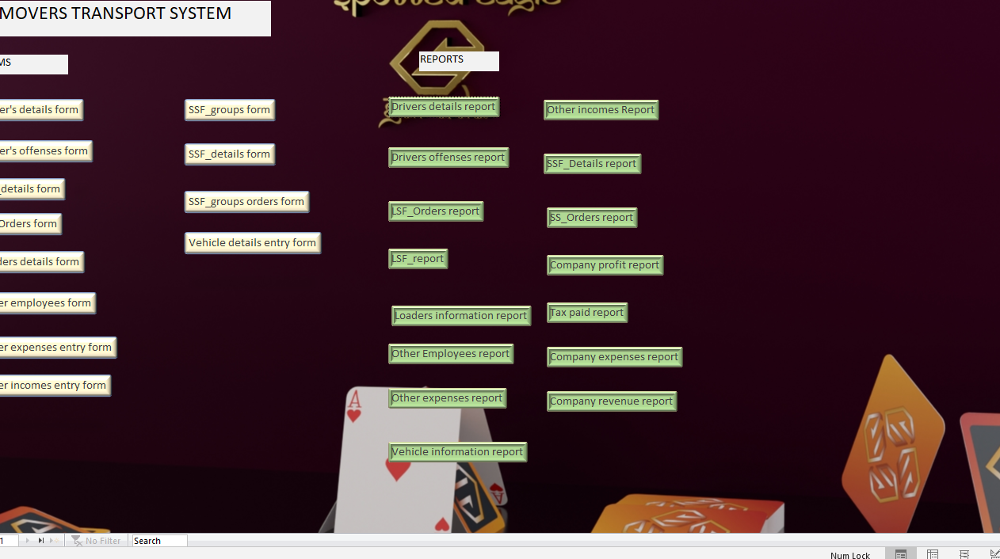 MOVERS TRANSPORT SYSTEM
MS
REPORTS
er's details form
er's offenses form
_details form
Orders form
ders details form
er employees form
er expenses entry form
er incomes entry form
SSF_groups form
SSF_details form
SSF_groups orders form
Vehicle details entry form
Drivers details report
Drivers offenses report
LSF_Orders report
LSF_report
Loaders information report
Other Employees report
Other expenses report
Vehicle information report
Other incomes Report
SSF_Details report
SS_Orders report
Company profit report
Tax paid report
Company expenses report
Company revenue report
A
A
1
No Filter
Search
Num Lock